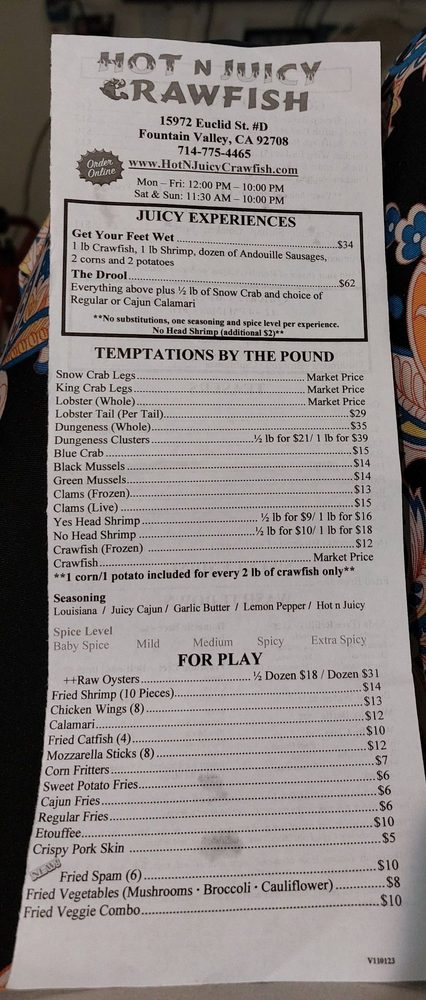 HOT N JUICY
CRAWFISH
15972 Euclid St. #D
Fountain Valley, CA 92708
714-775-4465
Order Online
www.HotNJuicyCrawfish.com
Mon – Fri: 12:00 PM – 10:00 PM
Sat & Sun: 11:30 AM – 10:00 PM
JUICY EXPERIENCES
Get Your Feet Wet ........ $34
1 lb Crawfish, 1 lb Shrimp, dozen of Andouille Sausages,
2 corns and 2 potatoes
The Drool ........ $62
Everything above plus ½ lb of Snow Crab and choice of
Regular or Cajun Calamari
**No substitutions, one seasoning and spice level per experience.
No Head Shrimp (additional $2)**
TEMPTATIONS BY THE POUND
Snow Crab Legs ........ Market Price
King Crab Legs ........ Market Price
Lobster (Whole) ........ Market Price
Lobster Tail (Per Tail) ........ $29
Dungeness (Whole) ........ $35
Dungeness Clusters ........ ½ lb for $21/ 1 lb for $39
Blue Crab ........ $15
Black Mussels ........ $14
Green Mussels ........ $14
Clams (Frozen) ........ $13
Clams (Live) ........ $15
Yes Head Shrimp ........ ½ lb for $9/ 1 lb for $16
No Head Shrimp ........ ½ lb for $10/ 1 lb for $18
Crawfish (Frozen) ........ $12
Crawfish ........ Market Price
**1 corn/1 potato included for every 2 lb of crawfish only**
Seasoning
Louisiana / Juicy Cajun / Garlic Butter / Lemon Pepper / Hot n Juicy
Spice Level
Baby Spice Mild Medium Spicy Extra Spicy
FOR PLAY
++Raw Oysters ........ ½ Dozen $18 / Dozen $31
Fried Shrimp (10 Pieces) ........ $14
Chicken Wings (8) ........ $13
Calamari ........ $12
Fried Catfish (4) ........ $10
Mozzarella Sticks (8) ........ $12
Corn Fritters ........ $7
Sweet Potato Fries ........ $6
Cajun Fries ........ $6
Regular Fries ........ $6
Etouffee ........ $10
Crispy Pork Skin ........ $5
NEW! Fried Spam (6) ........ $10
Fried Vegetables (Mushrooms · Broccoli · Cauliflower) ........ $8
Fried Veggie Combo ........ $10
V110123